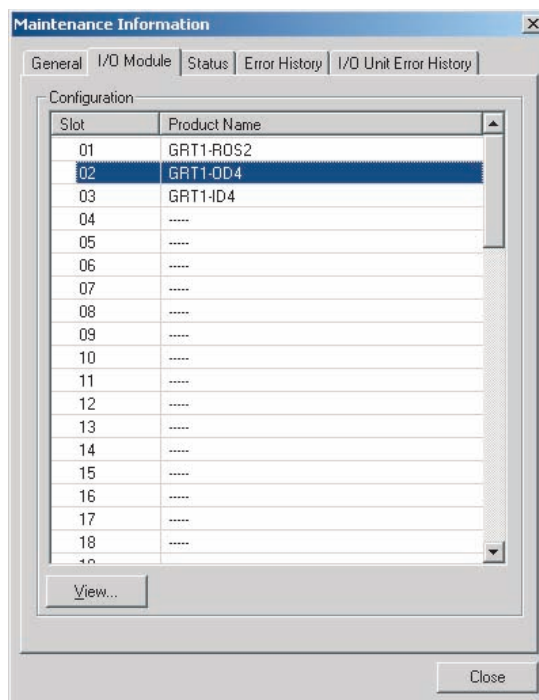 Maintenance Information
General I/O Module Status Error History I/O Unit Error History
Configuration
Slot Product Name
01 GRT1-ROS2
02 GRT1-OD4
03 GRT1-ID4
04 -----
05 -----
06 -----
07 -----
08 -----
09 -----
10 -----
11 -----
12 -----
13 -----
14 -----
15 -----
16 -----
17 -----
18 -----
View...
Close